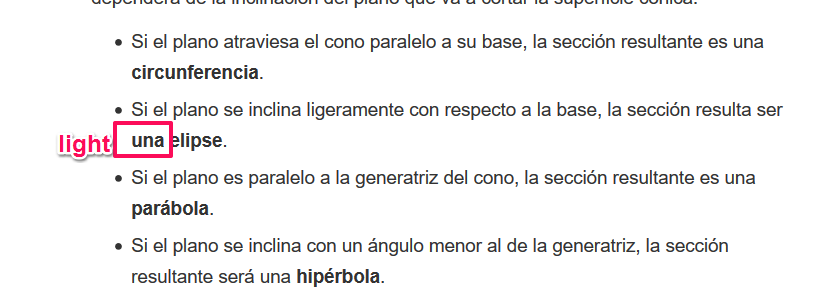 dependerá de la inclinación del plano que va a cortar la superficie cónica:
• Si el plano atraviesa el cono paralelo a su base, la sección resultante es una
circunferencia.
• Si el plano se inclina ligeramente con respecto a la base, la sección resulta ser
light una elipse.
• Si el plano es paralelo a la generatriz del cono, la sección resultante es una
parábola.
• Si el plano se inclina con un ángulo menor al de la generatriz, la sección
resultante será una hipérbola.